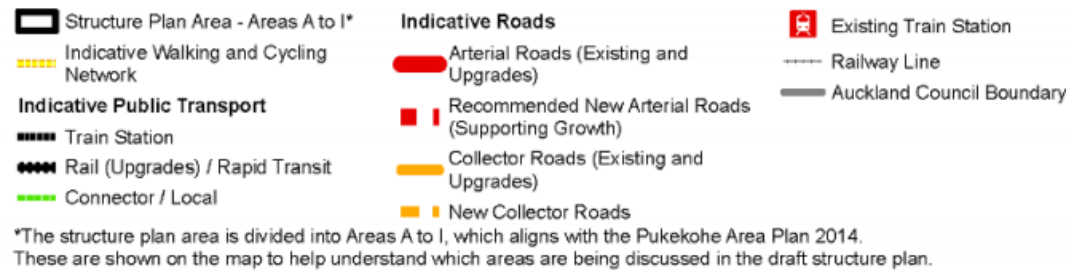 Structure Plan Area - Areas A to I*
Indicative Walking and Cycling
Network
Indicative Public Transport
Train Station
Rail (Upgrades) / Rapid Transit
Connector / Local
Indicative Roads
Arterial Roads (Existing and
Upgrades)
Recommended New Arterial Roads
(Supporting Growth)
Collector Roads (Existing and
Upgrades)
New Collector Roads
Existing Train Station
Railway Line
Auckland Council Boundary
*The structure plan area is divided into Areas A to I, which aligns with the Pukekohe Area Plan 2014.
These are shown on the map to help understand which areas are being discussed in the draft structure plan.